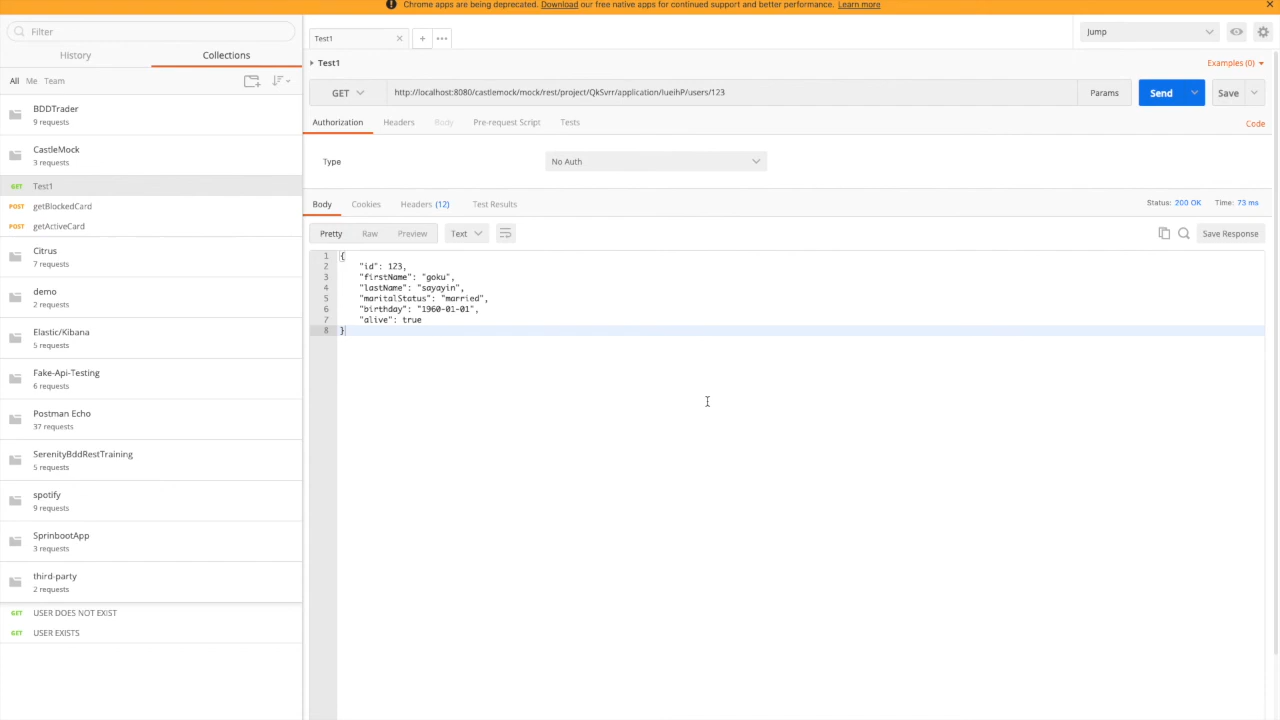 Chrome apps are being deprecated. Download our free native apps for continued support and better performance. Learn more
Filter
History
Collections
All Me Team
BDDTrader
9 requests
CastleMock
3 requests
GET Test1
POST getBlockedCard
POST getActiveCard
Citrus
7 requests
demo
2 requests
Elastic/Kibana
5 requests
Fake-Api-Testing
6 requests
Postman Echo
37 requests
SerenityBddRestTraining
5 requests
spotify
9 requests
SprinbootApp
3 requests
third-party
2 requests
GET USER DOES NOT EXIST
GET USER EXISTS
Test1
Jump
Test1
Examples (0)
GET
http://localhost:8080/castlemock/mock/rest/project/QkSvrr/application/IueihP/users/123
Params
Send
Save
Authorization Headers Body Pre-request Script Tests
Code
Type
No Auth
Body Cookies Headers (12) Test Results
Status: 200 OK Time: 73 ms
Pretty Raw Preview Text
Save Response
1 {
2 "id": 123,
3 "firstName": "goku",
4 "lastName": "sayayin",
5 "maritalStatus": "married",
6 "birthday": "1960-01-01",
7 "alive": true
8 }